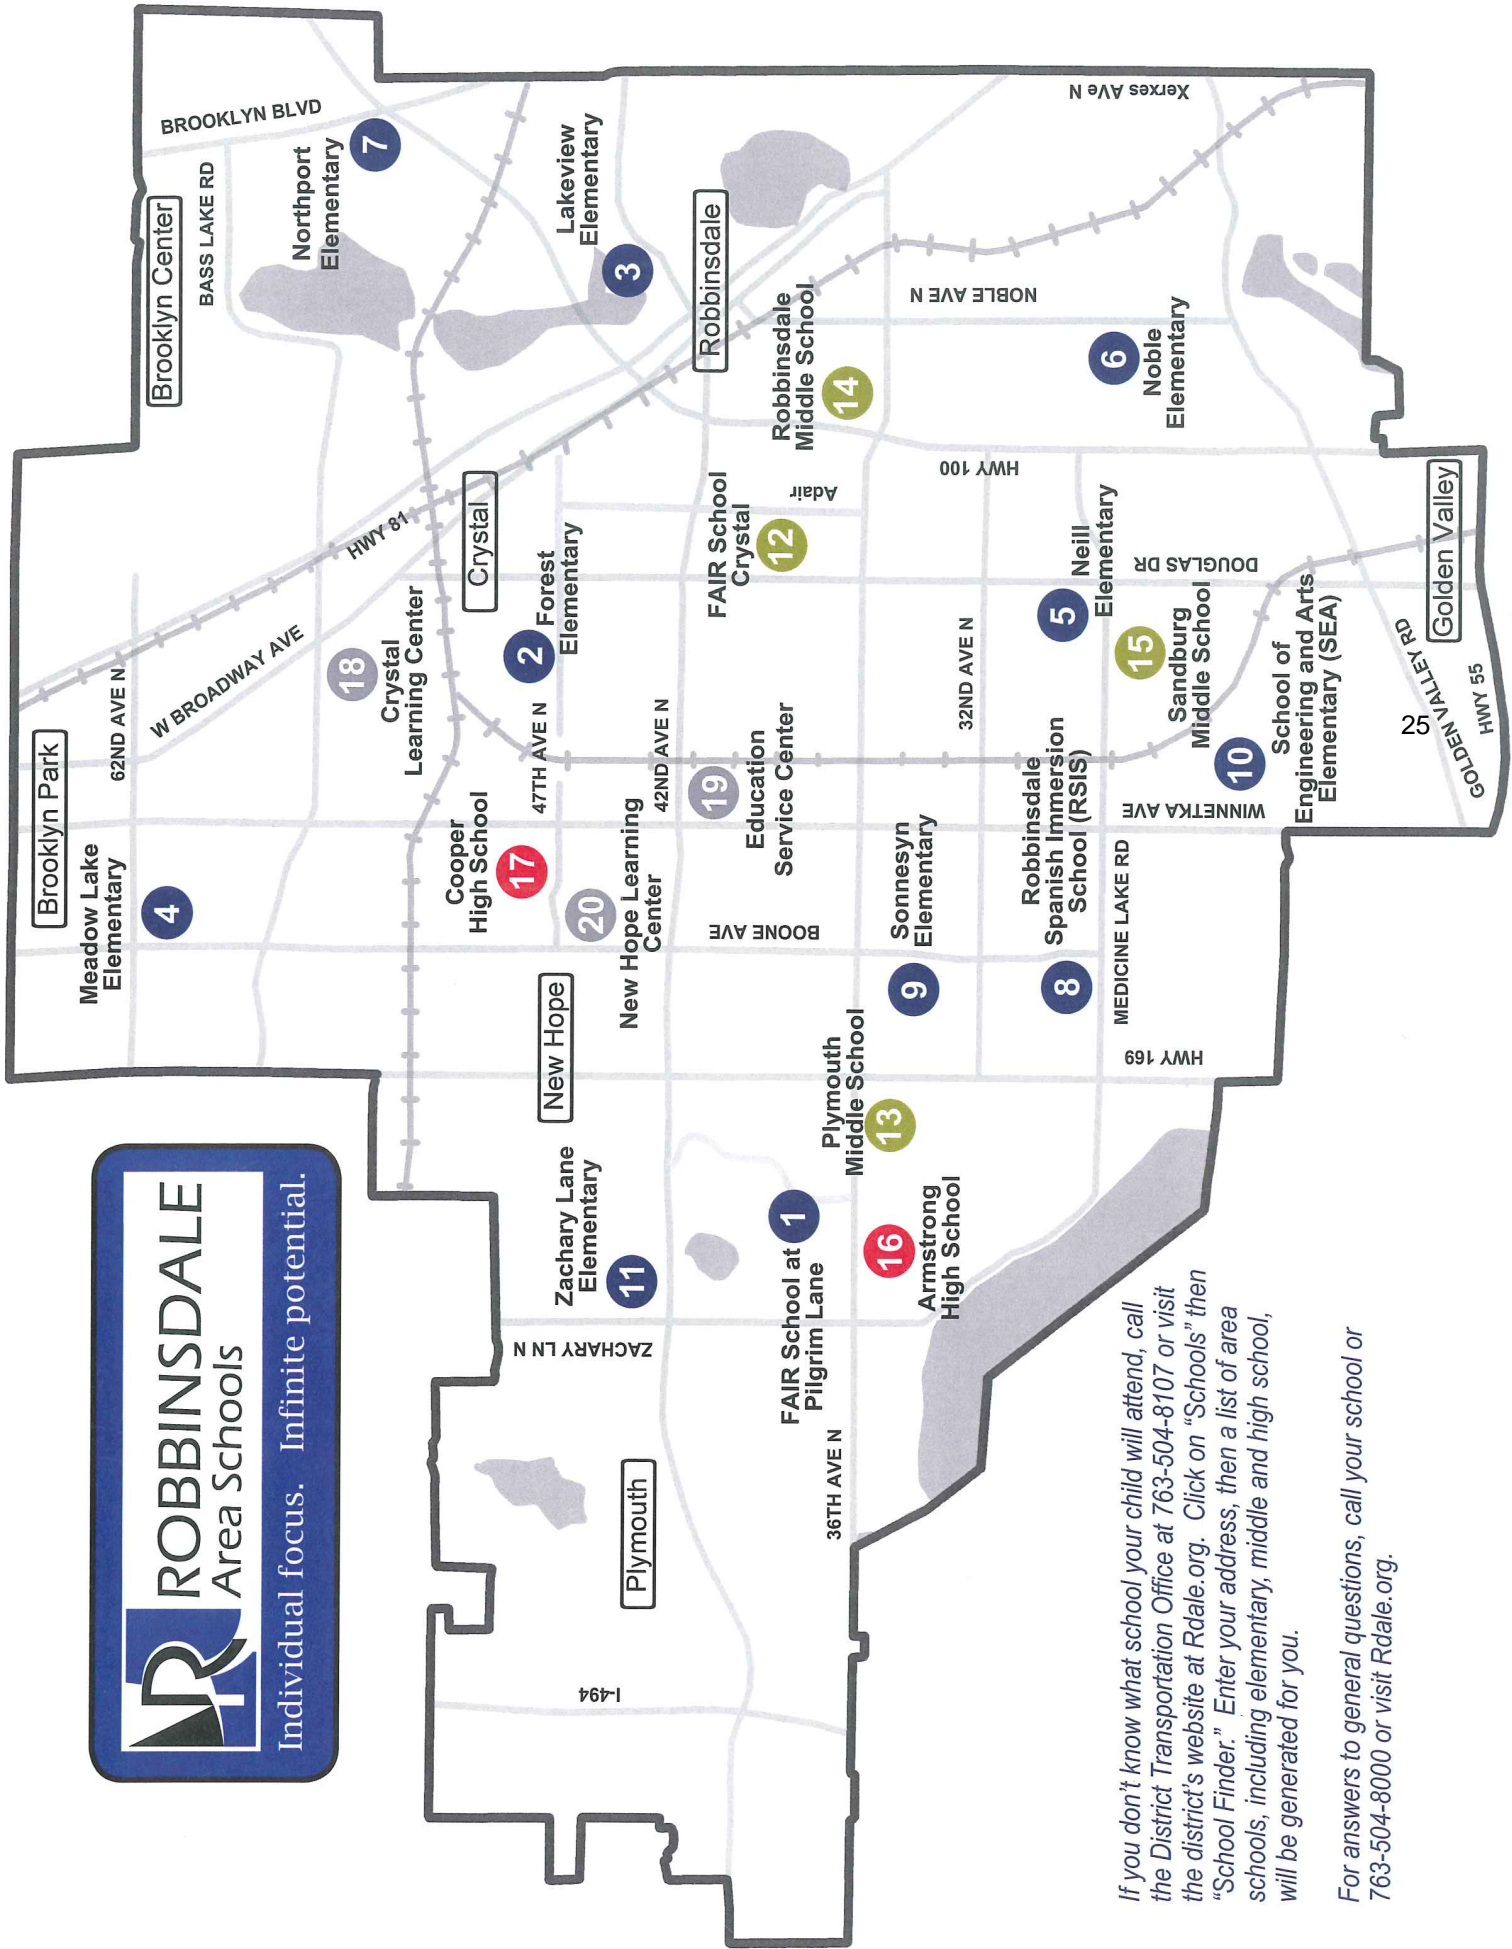 ROBBINSDALE
Area Schools
Individual focus. Infinite potential.
Brooklyn Park
Meadow Lake
Elementary
4
62ND AVE N
W BROADWAY AVE
HWY 81
Brooklyn Center
BROOKLYN BLVD
BASS LAKE RD
Northport
Elementary
7
18
Crystal
Learning Center
Crystal
Cooper
High School
17
47TH AVE N
2
Forest
Elementary
Lakeview
Elementary
3
New Hope
20
New Hope Learning
Center
42ND AVE N
Zachary Lane
Elementary
11
ZACHARY LN N
Plymouth
I-494
19
Education
Service Center
BOONE AVE
FAIR School
Crystal
12
Adair
Robbinsdale
Robbinsdale
Middle School
14
FAIR School at
Pilgrim Lane
1
36TH AVE N
Plymouth
Middle School
13
16
Armstrong
High School
Sonnesyn
Elementary
9
32ND AVE N
HWY 100
NOBLE AVE N
Xerxes AVe N
Robbinsdale
Spanish Immersion
School (RSIS)
8
MEDICINE LAKE RD
HWY 169
WINNETKA AVE
5
Neill
Elementary
DOUGLAS DR
15
Sandburg
Middle School
6
Noble
Elementary
10
School of
Engineering and Arts
Elementary (SEA)
25
GOLDEN VALLEY RD
HWY 55
Golden Valley
If you don't know what school your child will attend, call
the District Transportation Office at 763-504-8107 or visit
the district's website at Rdale.org. Click on "Schools" then
"School Finder." Enter your address, then a list of area
schools, including elementary, middle and high school,
will be generated for you.
For answers to general questions, call your school or
763-504-8000 or visit Rdale.org.